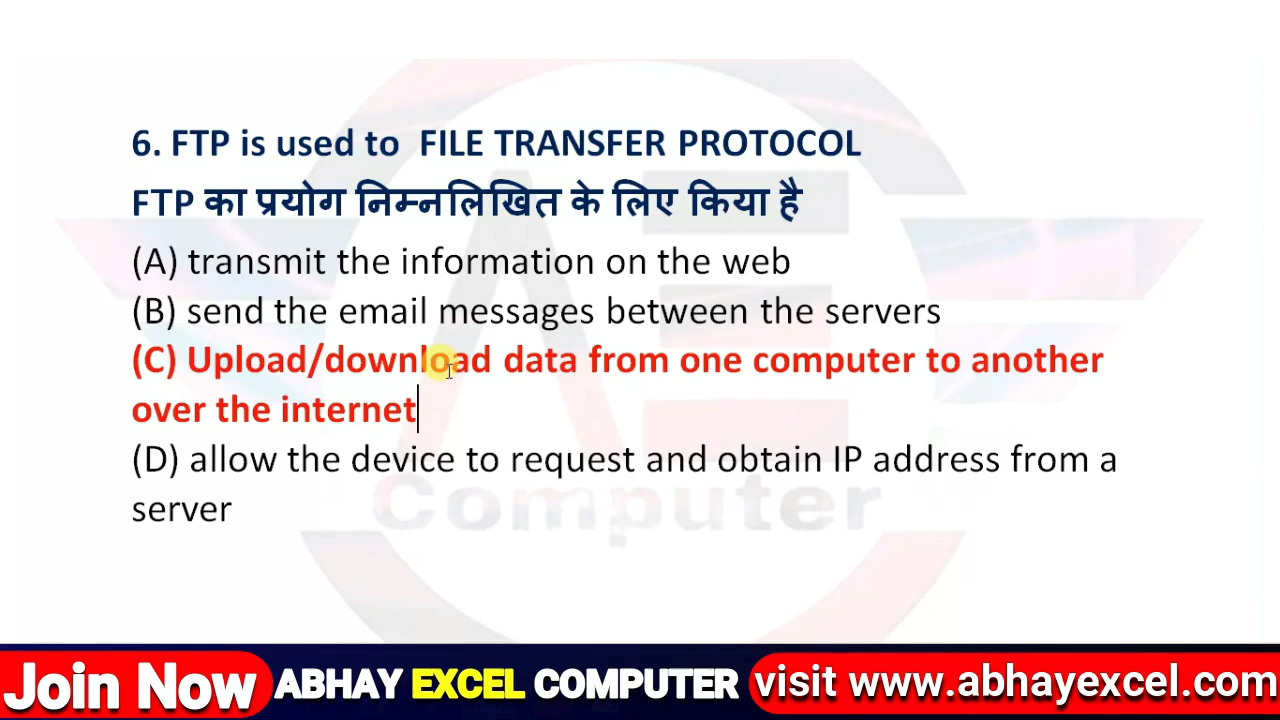 6. FTP is used to  FILE TRANSFER PROTOCOL
FTP का प्रयोग निम्नलिखित के लिए किया है
(A) transmit the information on the web
(B) send the email messages between the servers
(C) Upload/download data from one computer to another
over the internet
(D) allow the device to request and obtain IP address from a
server
Computer
Join Now ABHAY EXCEL COMPUTER visit www.abhayexcel.com